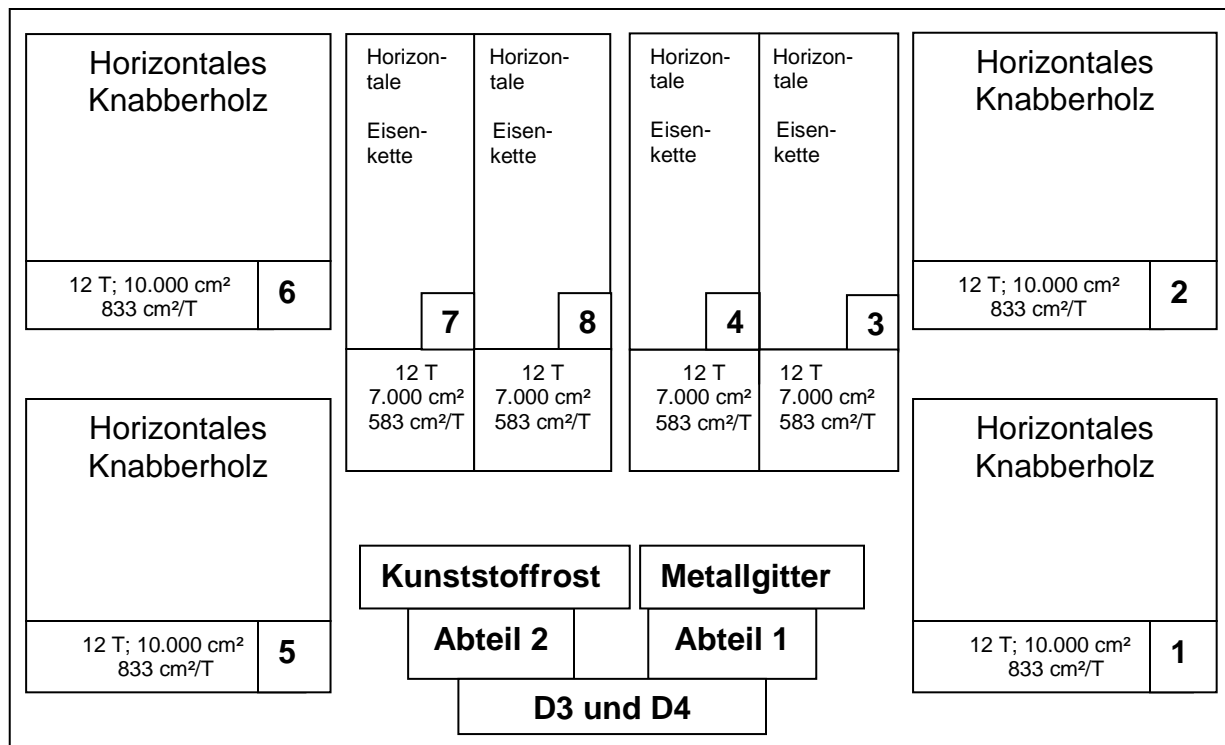 Horizontales
Knabberholz
12 T; 10.000 cm²
833 cm²/T
6
Horizon-
tale
Eisen-
kette
7
12 T
7.000 cm²
583 cm²/T
Horizon-
tale
Eisen-
kette
8
12 T
7.000 cm²
583 cm²/T
Horizon-
tale
Eisen-
kette
4
12 T
7.000 cm²
583 cm²/T
Horizon-
tale
Eisen-
kette
3
12 T
7.000 cm²
583 cm²/T
Horizontales
Knabberholz
12 T; 10.000 cm²
833 cm²/T
2
Horizontales
Knabberholz
12 T; 10.000 cm²
833 cm²/T
5
Kunststoffrost
Metallgitter
Abteil 2
Abteil 1
D3 und D4
Horizontales
Knabberholz
12 T; 10.000 cm²
833 cm²/T
1